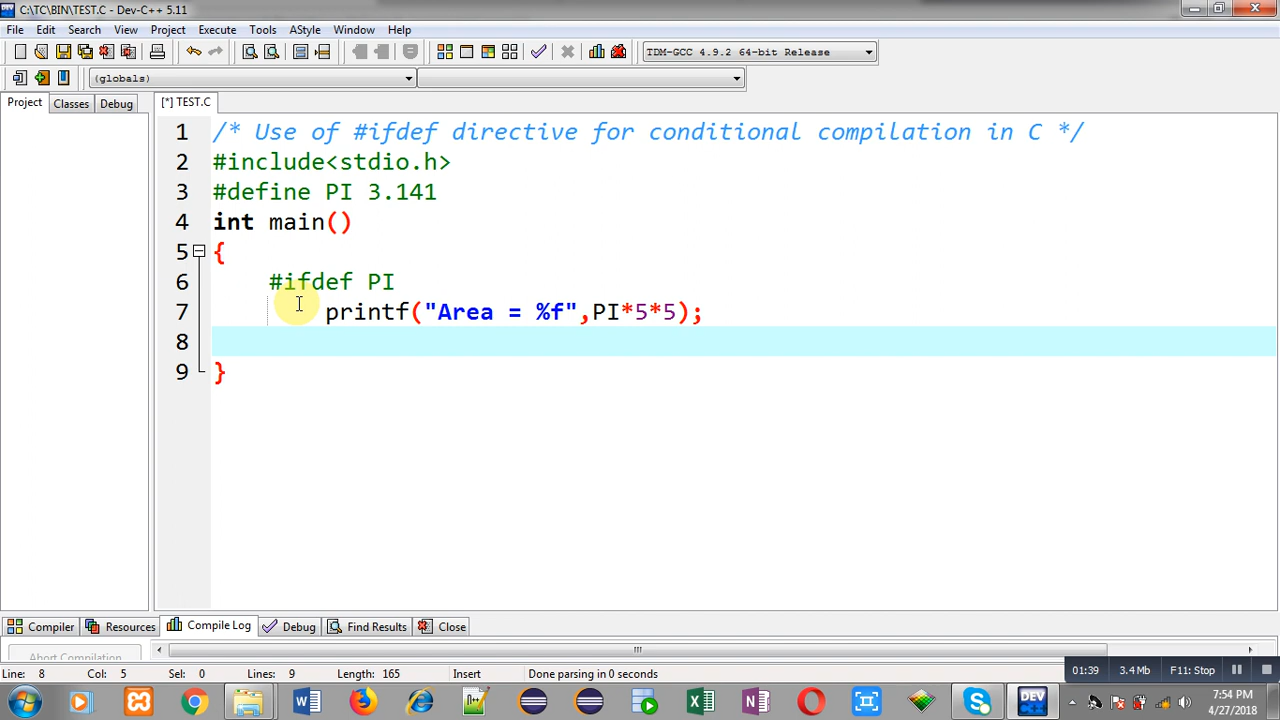 C:\TC\BIN\TEST.C - Dev-C++ 5.11
File Edit Search View Project Execute Tools AStyle Window Help
TDM-GCC 4.9.2 64-bit Release
(globals)
Project Classes Debug
[*] TEST.C
1 /* Use of #ifdef directive for conditional compilation in C */
2 #include<stdio.h>
3 #define PI 3.141
4 int main()
5 {
6 #ifdef PI
7 printf("Area = %f",PI*5*5);
8
9 }
Compiler Resources Compile Log Debug Find Results Close
Abort Compilation
Line: 8 Col: 5 Sel: 0 Lines: 9 Length: 165 Insert Done parsing in 0 seconds
01:39 3.4 Mb F11: Stop
DEV
7:54 PM
4/27/2018